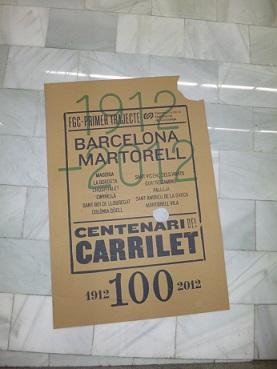 1912
-2012
FGC-PRIMER TRAJECTE
BARCELONA
MARTORELL
MAGÒRIA
LA BORDETA
L'HOSPITALET
CORNELLÀ
SANT BOI DE LLOBREGAT
COLÒNIA GÜELL
SANT VICENÇ DELS HORTS
PALLEJÀ
SANT ANDREU DE LA BARCA
MARTORELL VILA
CENTENARI DEL
CARRILET
1912 100 2012